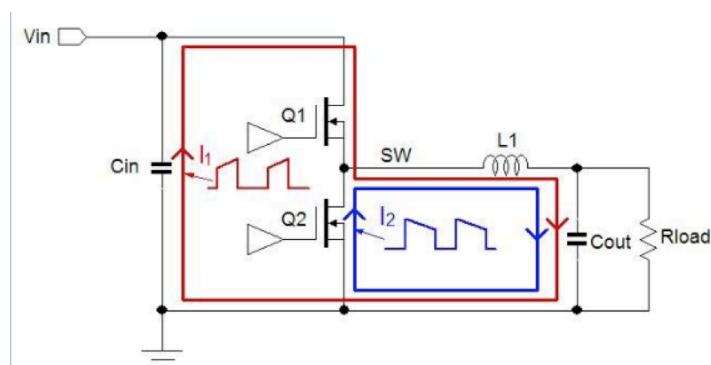 Vin
Q1
L1
SW
I₁
Cin
Q2
I₂
Cout
Rload